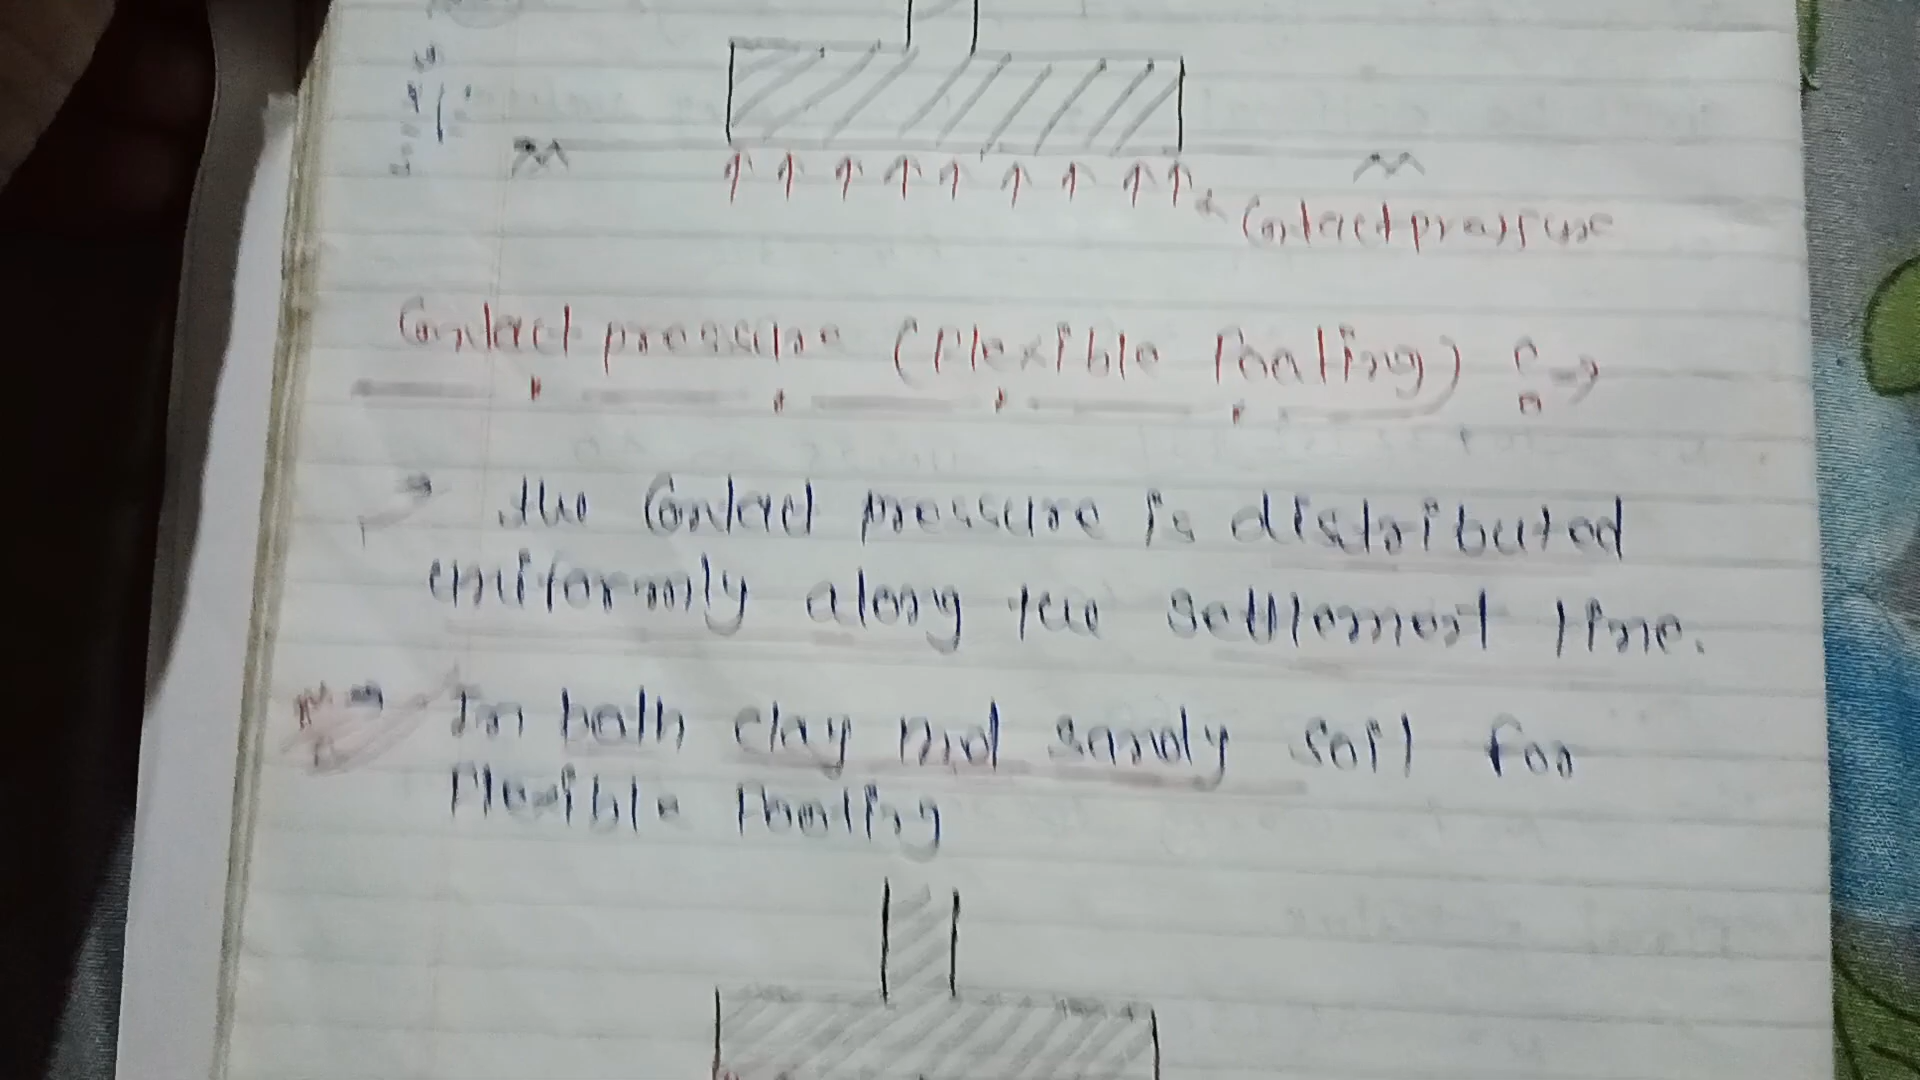 Contact pressure
Contact pressure (Flexible Footing) :→
→ the Contact pressure is distributed
uniformly along the settlement line.
→ In both clay and sandy soil for
Flexible Footing